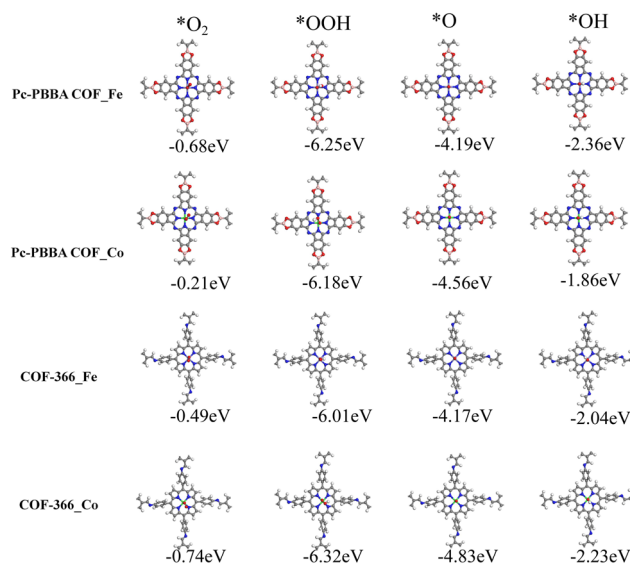 *O₂ *OOH *O *OH
Pc-PBBA COF_Fe
-0.68eV -6.25eV -4.19eV -2.36eV
Pc-PBBA COF_Co
-0.21eV -6.18eV -4.56eV -1.86eV
COF-366_Fe
-0.49eV -6.01eV -4.17eV -2.04eV
COF-366_Co
-0.74eV -6.32eV -4.83eV -2.23eV